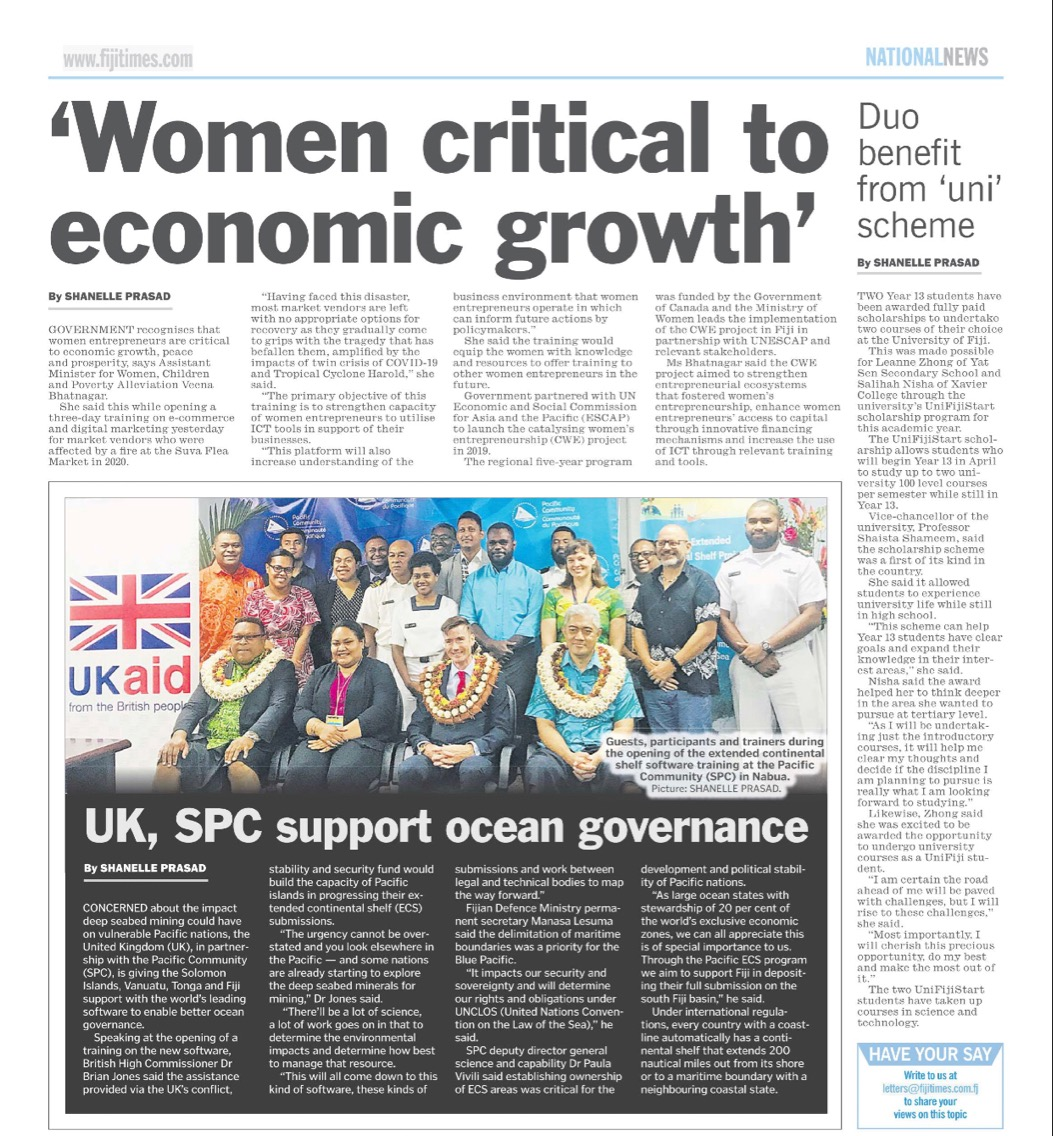 www.fijitimes.com
NATIONALNEWS
‘Women critical to
economic growth’
By SHANELLE PRASAD
GOVERNMENT recognises that
women entrepreneurs are critical
to economic growth, peace
and prosperity, says Assistant
Minister for Women, Children
and Poverty Alleviation Veena
Bhatnagar.
She said this while opening a
three-day training on e-commerce
and digital marketing yesterday
for market vendors who were
affected by a fire at the Suva Flea
Market in 2020.
“Having faced this disaster,
most market vendors are left
with no appropriate options for
recovery as they gradually come
to grips with the tragedy that has
befallen them, amplified by the
impacts of twin crisis of COVID-19
and Tropical Cyclone Harold,” she
said.
“The primary objective of this
training is to strengthen capacity
of women entrepreneurs to utilise
ICT tools in support of their
businesses.
“This platform will also
increase understanding of the
business environment that women
entrepreneurs operate in which
can inform future actions by
policymakers.”
She said the training would
equip the women with knowledge
and resources to offer training to
other women entrepreneurs in the
future.
Government partnered with UN
Economic and Social Commission
for Asia and the Pacific (ESCAP)
to launch the catalysing women’s
entrepreneurship (CWE) project
in 2019.
The regional five-year program
was funded by the Government
of Canada and the Ministry of
Women leads the implementation
of the CWE project in Fiji in
partnership with UNESCAP and
relevant stakeholders.
Ms Bhatnagar said the CWE
project aimed to strengthen
entrepreneurial ecosystems
that fostered women’s
entrepreneurship, enhance women
entrepreneurs’ access to capital
through innovative financing
mechanisms and increase the use
of ICT through relevant training
and tools.
Duo
benefit
from ‘uni’
scheme
By SHANELLE PRASAD
TWO Year 13 students have
been awarded fully paid
scholarships to undertake
two courses of their choice
at the University of Fiji.
This was made possible
for Leanne Zhong of Yat
Sen Secondary School and
Salihah Nisha of Xavier
College through the
university’s UniFijiStart
scholarship program for
this academic year.
The UniFijiStart schol-
arship allows students who
will begin Year 13 in April
to study up to two uni-
versity 100 level courses
per semester while still in
Year 13.
Vice-chancellor of the
university, Professor
Shaista Shameem, said
the scholarship scheme
was a first of its kind in
the country.
She said it allowed
students to experience
university life while still
in high school.
“This scheme can help
Year 13 students have clear
goals and expand their
knowledge in their inter-
est areas,” she said.
Nisha said the award
helped her to think deeper
in the area she wanted to
pursue at tertiary level.
“As I will be undertak-
ing just the introductory
courses, it will help me
clear my thoughts and
decide if the discipline I
am planning to pursue is
really what I am looking
forward to studying.”
Likewise, Zhong said
she was excited to be
awarded the opportunity
to undergo university
courses as a UniFiji stu-
dent.
“I am certain the road
ahead of me will be paved
with challenges, but I will
rise to these challenges,”
she said.
“Most importantly, I
will cherish this precious
opportunity, do my best
and make the most out of
it.”
The two UniFijiStart
students have taken up
courses in science and
technology.
HAVE YOUR SAY
Write to us at
letters@fijitimes.com.fj
to share your
views on this topic
Pacific
Community
du Pacifique
Pacific
Community
Extended
Shelf
UKaid
from the British people
Guests, participants and trainers during
the opening of the extended continental
shelf software training at the Pacific
Community (SPC) in Nabua.
Picture: SHANELLE PRASAD.
UK, SPC support ocean governance
By SHANELLE PRASAD
CONCERNED about the impact
deep seabed mining could have
on vulnerable Pacific nations, the
United Kingdom (UK), in partner-
ship with the Pacific Community
(SPC), is giving the Solomon
Islands, Vanuatu, Tonga and Fiji
support with the world’s leading
software to enable better ocean
governance.
Speaking at the opening of a
training on the new software,
British High Commissioner Dr
Brian Jones said the assistance
provided via the UK’s conflict,
stability and security fund would
build the capacity of Pacific
islands in progressing their ex-
tended continental shelf (ECS)
submissions.
“The urgency cannot be over-
stated and you look elsewhere in
the Pacific — and some nations
are already starting to explore
the deep seabed minerals for
mining,” Dr Jones said.
“There’ll be a lot of science,
a lot of work goes on in that to
determine the environmental
impacts and determine how best
to manage that resource.
“This will all come down to this
kind of software, these kinds of
submissions and work between
legal and technical bodies to map
the way forward.”
Fijian Defence Ministry perma-
nent secretary Manasa Lesuma
said the delimitation of maritime
boundaries was a priority for the
Blue Pacific.
“It impacts our security and
sovereignty and will determine
our rights and obligations under
UNCLOS (United Nations Conven-
tion on the Law of the Sea),” he
said.
SPC deputy director general
science and capability Dr Paula
Vivili said establishing ownership
of ECS areas was critical for the
development and political stabil-
ity of Pacific nations.
“As large ocean states with
stewardship of 20 per cent of
the world’s exclusive economic
zones, we can all appreciate this
is of special importance to us.
Through the Pacific ECS program
we aim to support Fiji in deposit-
ing their full submission on the
south Fiji basin,” he said.
Under international regula-
tions, every country with a coast-
line automatically has a conti-
nental shelf that extends 200
nautical miles out from its shore
or to a maritime boundary with a
neighbouring coastal state.